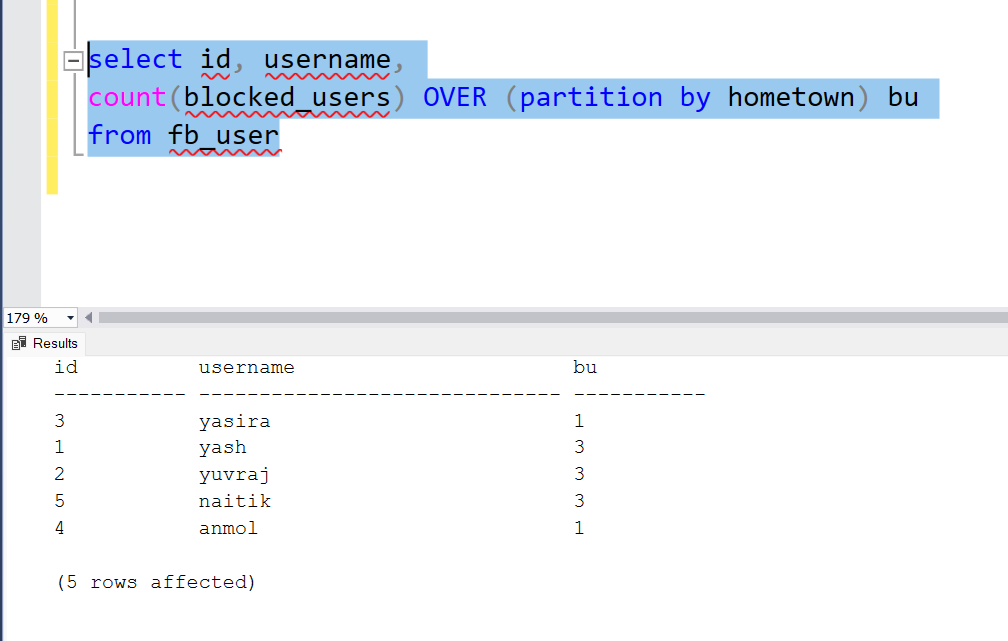 select id, username,
count(blocked_users) OVER (partition by hometown) bu
from fb_user
179 %
Results
id username bu
----------- ------------------------------ -----------
3 yasira 1
1 yash 3
2 yuvraj 3
5 naitik 3
4 anmol 1
(5 rows affected)